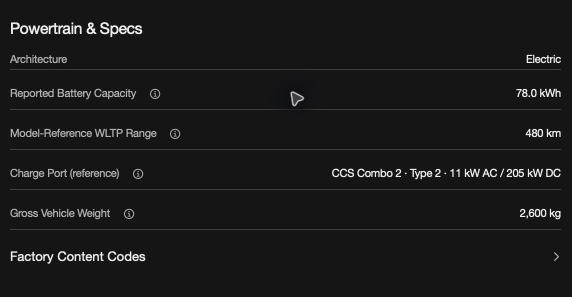 Powertrain & Specs
Architecture Electric
Reported Battery Capacity 78.0 kWh
Model-Reference WLTP Range 480 km
Charge Port (reference) CCS Combo 2 · Type 2 · 11 kW AC / 205 kW DC
Gross Vehicle Weight 2,600 kg
Factory Content Codes